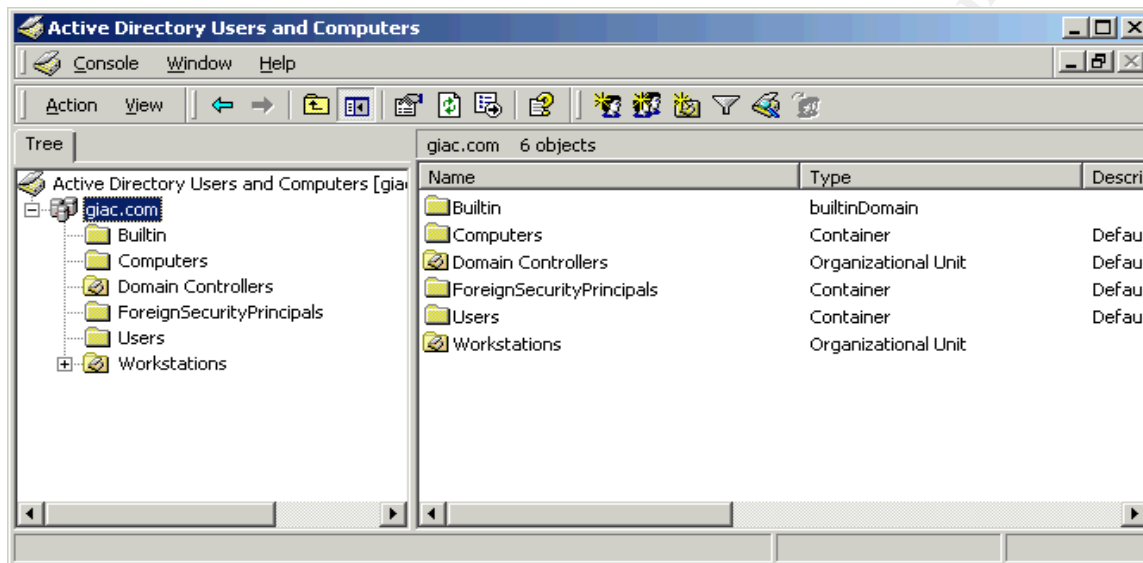 Active Directory Users and Computers
Console Window Help
Action View
Tree
giac.com 6 objects
Active Directory Users and Computers [gia
giac.com
Builtin
Computers
Domain Controllers
ForeignSecurityPrincipals
Users
Workstations
Name Type Descri
Builtin builtinDomain
Computers Container Defau
Domain Controllers Organizational Unit Defau
ForeignSecurityPrincipals Container Defau
Users Container Defau
Workstations Organizational Unit